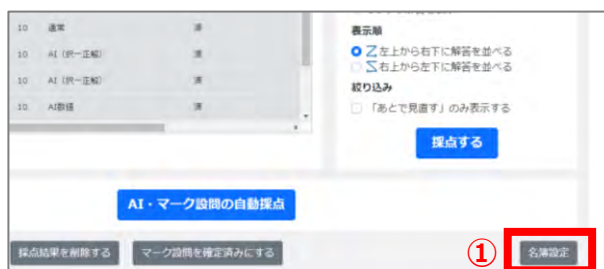 表示順
10 通常 済
左上から右下に解答を並べる
10 AI（択一正解） 済
右上から左下に解答を並べる
絞り込み
10 AI（択一正解） 済
「あとで見直す」のみ表示する
10 AI数値 済
採点する
AI・マーク設問の自動採点
採点結果を削除する マーク設問を確定済みにする ① 名簿設定